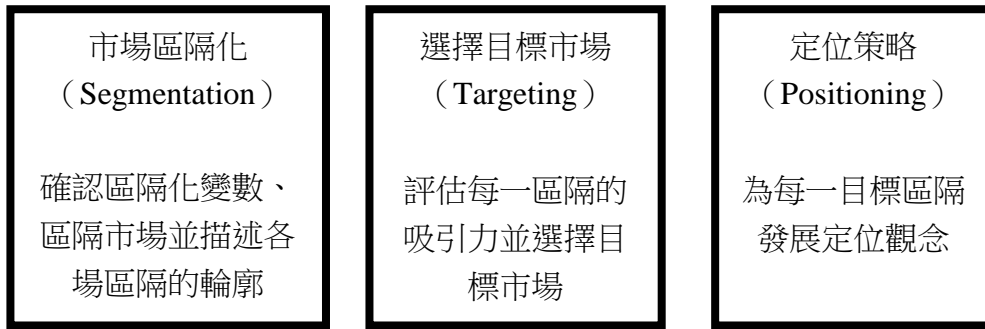 市場區隔化
（Segmentation）
確認區隔化變數、
區隔市場並描述各
場區隔的輪廓
選擇目標市場
（Targeting）
評估每一區隔的
吸引力並選擇目
標市場
定位策略
（Positioning）
為每一目標區隔
發展定位觀念